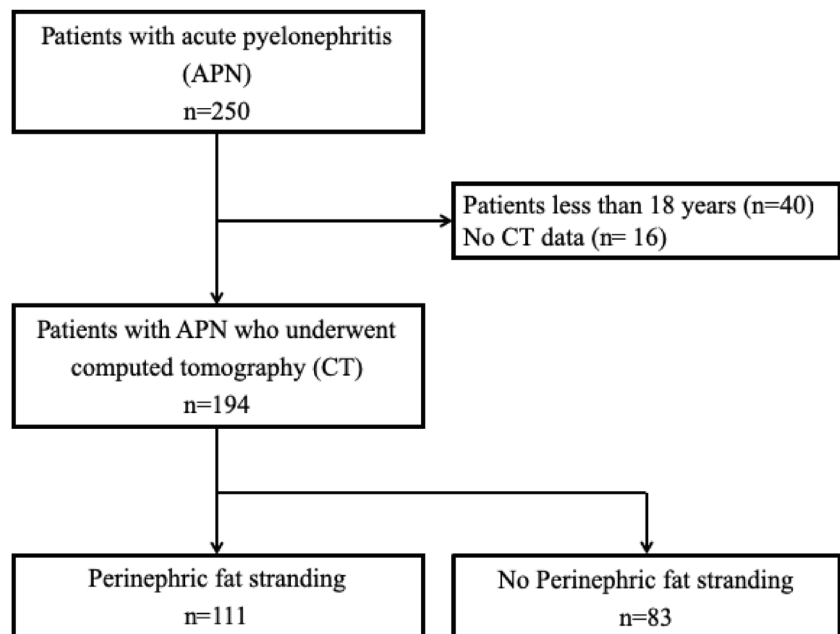 Patients with acute pyelonephritis
(APN)
n=250
Patients less than 18 years (n=40)
No CT data (n= 16)
Patients with APN who underwent
computed tomography (CT)
n=194
Perinephric fat stranding
n=111
No Perinephric fat stranding
n=83